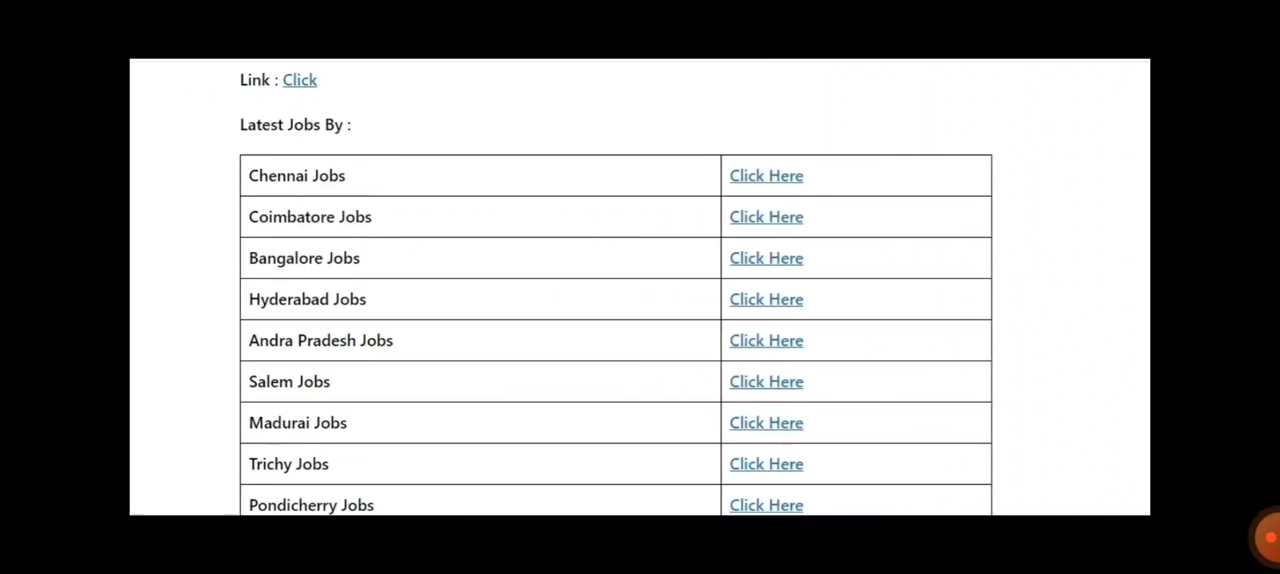 Link : Click
Latest Jobs By :
Chennai Jobs Click Here
Coimbatore Jobs Click Here
Bangalore Jobs Click Here
Hyderabad Jobs Click Here
Andra Pradesh Jobs Click Here
Salem Jobs Click Here
Madurai Jobs Click Here
Trichy Jobs Click Here
Pondicherry Jobs Click Here